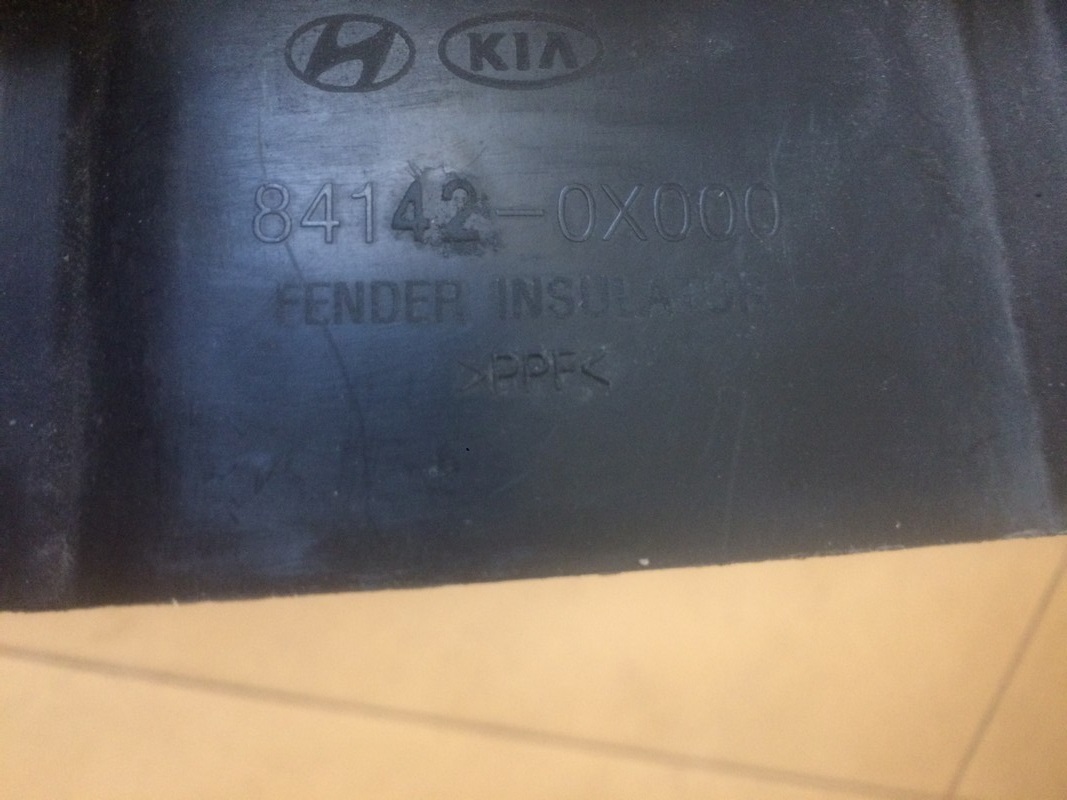 KIA
84142-0X000
FENDER INSULATOR
>PPF<